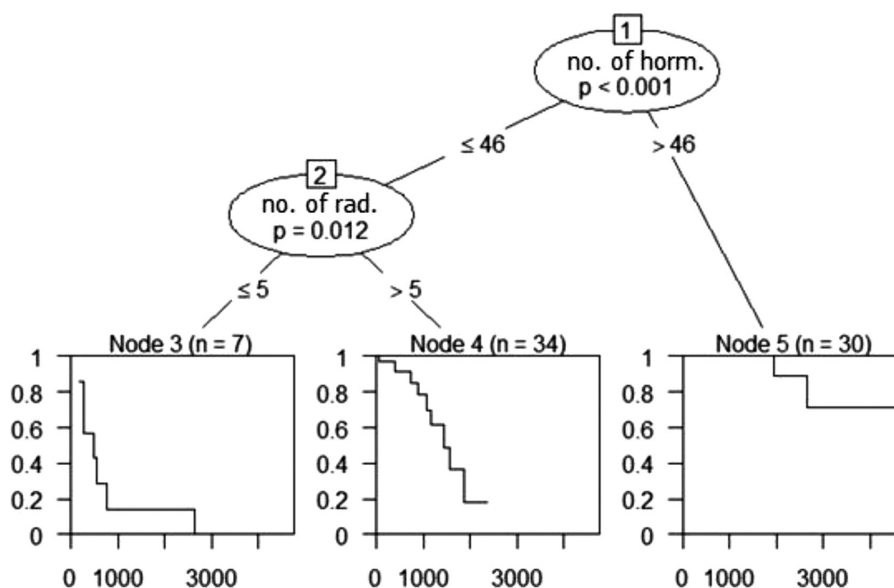 1
no. of horm.
p < 0.001
≤ 46
> 46
2
no. of rad.
p = 0.012
≤ 5
> 5
Node 3 (n = 7)
1
0.8
0.6
0.4
0.2
0
0 1000 3000
Node 4 (n = 34)
1
0.8
0.6
0.4
0.2
0
0 1000 3000
Node 5 (n = 30)
1
0.8
0.6
0.4
0.2
0
0 1000 3000